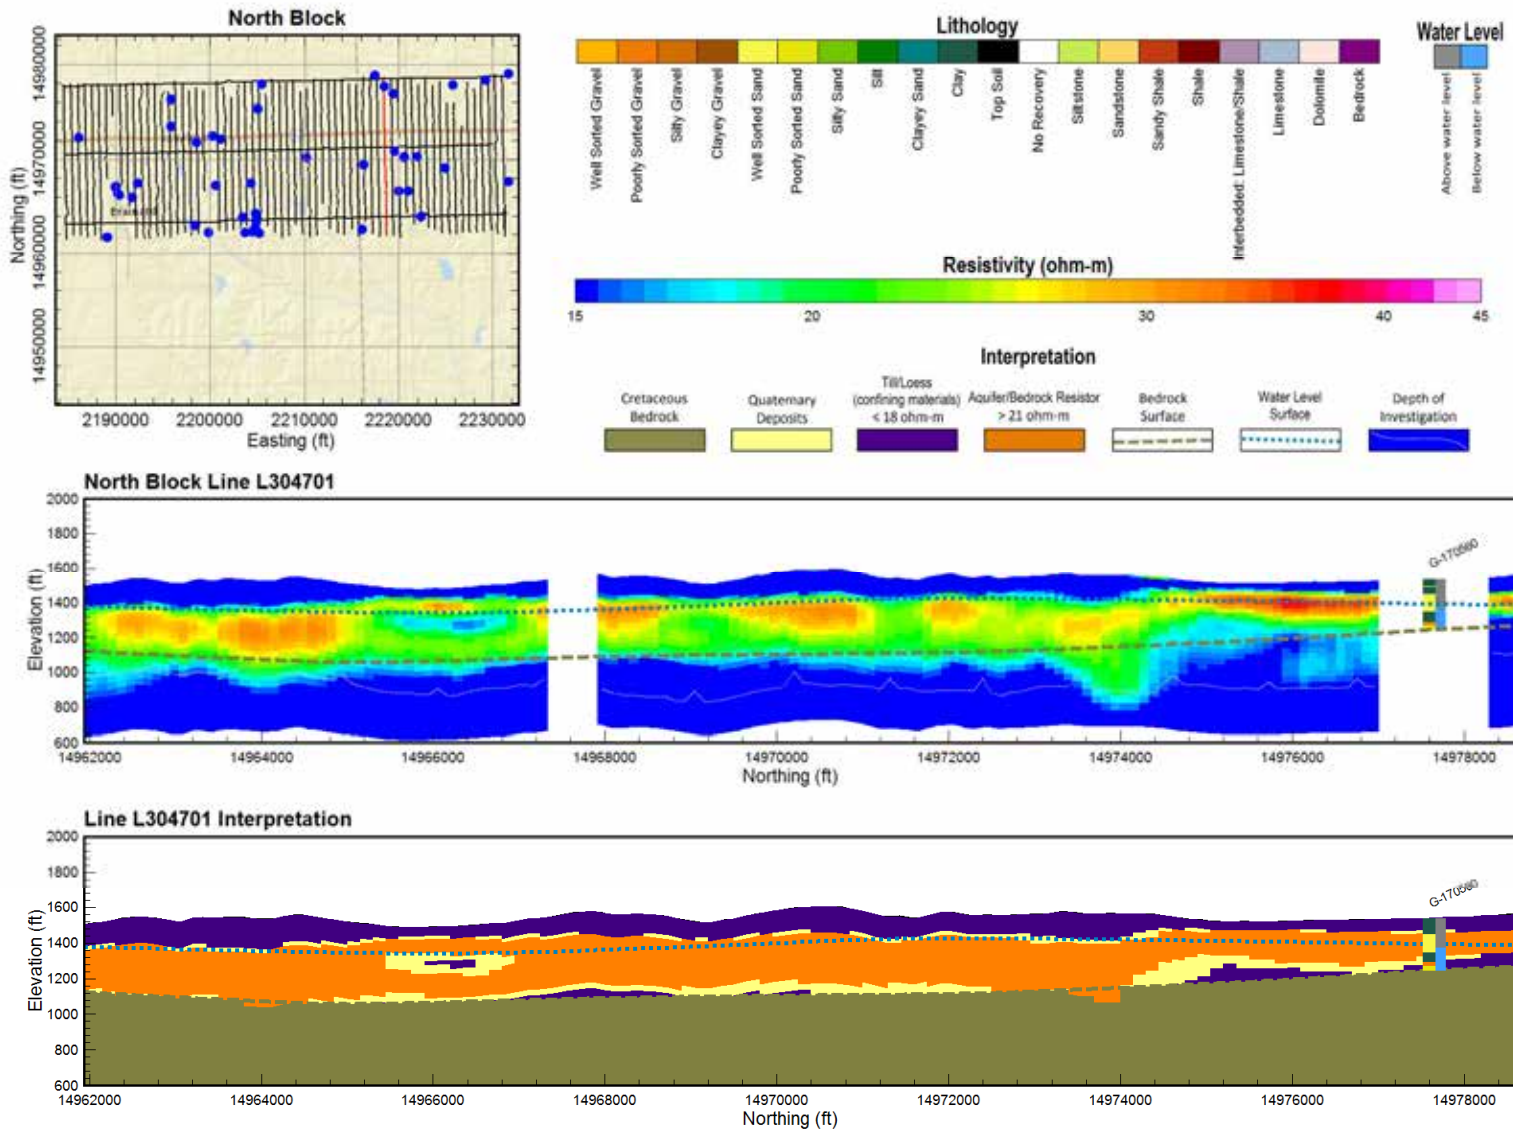 North Block
Northing (ft)
14980000
14970000
14960000
14950000
2190000 2200000 2210000 2220000 2230000
Easting (ft)
Lithology
Well Sorted Gravel
Poorly Sorted Gravel
Silty Gravel
Clayey Gravel
Well Sorted Sand
Poorly Sorted Sand
Silty Sand
Silt
Clayey Sand
Clay
Top Soil
No Recovery
Siltstone
Sandstone
Sandy Shale
Shale
Interbedded: Limestone/Shale
Limestone
Dolomite
Bedrock
Water Level
Above water level
Below water level
Resistivity (ohm-m)
15 20 30 40 45
Interpretation
Cretaceous
Bedrock
Quaternary
Deposits
Till/Loess
(confining materials)
< 18 ohm-m
Aquifer/Bedrock Resistor
> 21 ohm-m
Bedrock
Surface
Water Level
Surface
Depth of
Investigation
North Block Line L304701
Elevation (ft)
2000
1800
1600
1400
1200
1000
800
600
G-170560
14962000 14964000 14966000 14968000 14970000 14972000 14974000 14976000 14978000
Northing (ft)
Line L304701 Interpretation
Elevation (ft)
2000
1800
1600
1400
1200
1000
800
600
G-170560
14962000 14964000 14966000 14968000 14970000 14972000 14974000 14976000 14978000
Northing (ft)